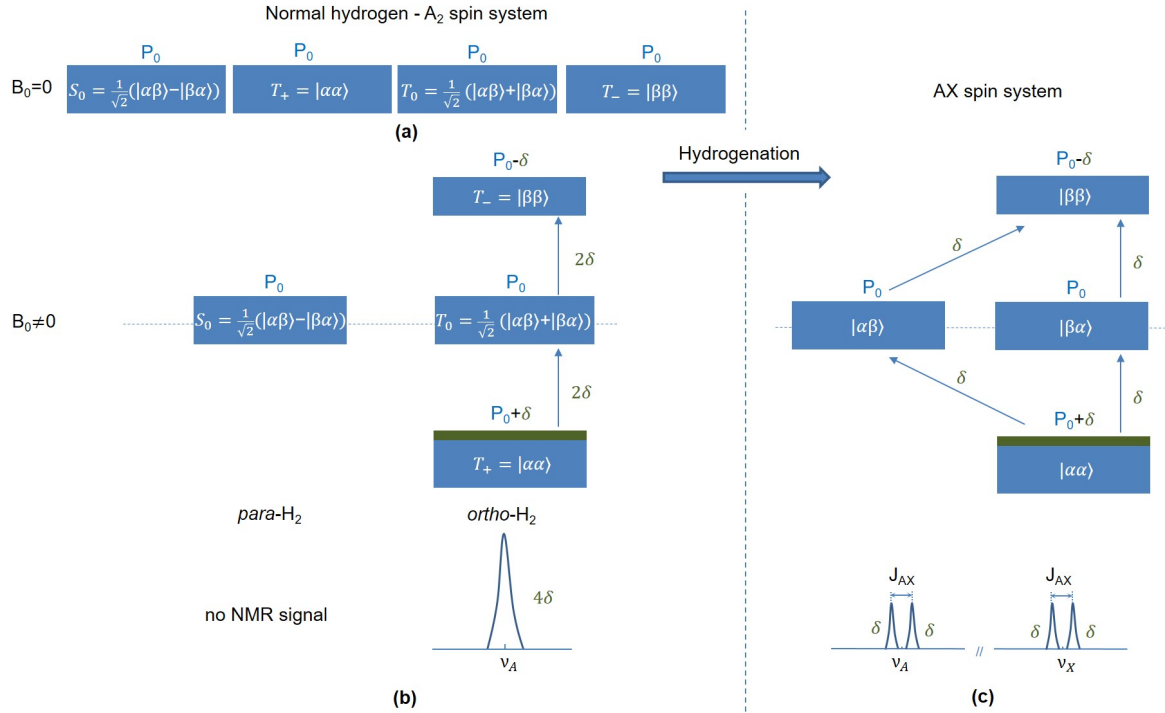 Normal hydrogen - A₂ spin system
P₀ P₀ P₀ P₀
B₀=0
S₀ = 1/√2 (|αβ⟩−|βα⟩)
T₊ = |αα⟩
T₀ = 1/√2 (|αβ⟩+|βα⟩)
T₋ = |ββ⟩
(a)
AX spin system
Hydrogenation
P₀-δ
T₋ = |ββ⟩
2δ
B₀≠0
P₀
S₀ = 1/√2 (|αβ⟩−|βα⟩)
P₀
T₀ = 1/√2 (|αβ⟩+|βα⟩)
2δ
P₀+δ
T₊ = |αα⟩
para-H₂
ortho-H₂
no NMR signal
4δ
ν_A
(b)
P₀-δ
|ββ⟩
δ
P₀
|αβ⟩
P₀
|βα⟩
δ
δ
P₀+δ
|αα⟩
J_AX J_AX
δ δ δ δ
ν_A // ν_X
(c)